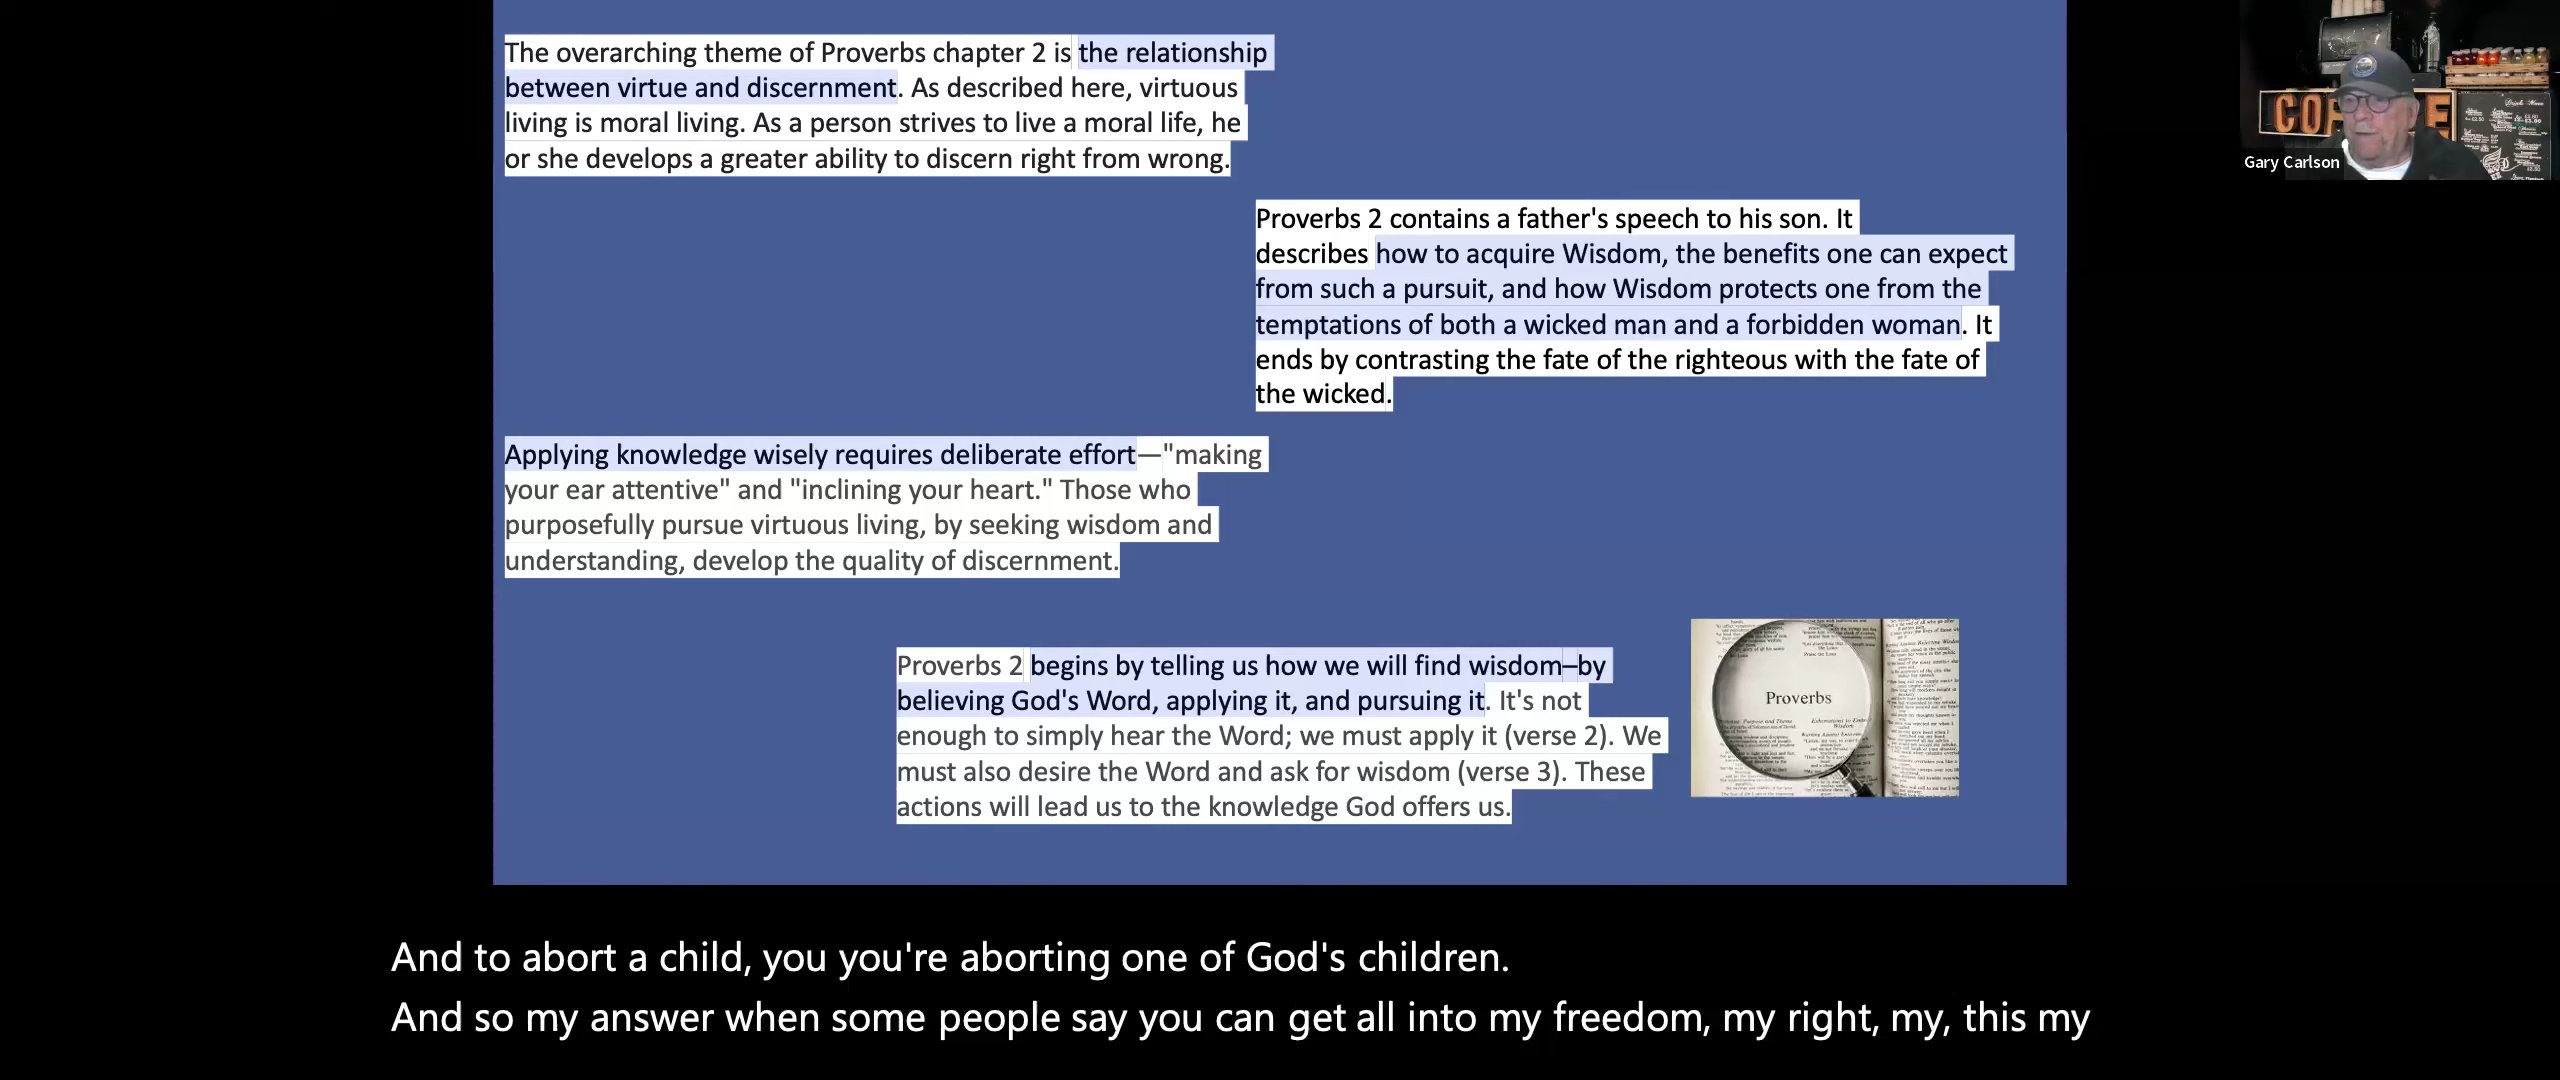 The overarching theme of Proverbs chapter 2 is the relationship
between virtue and discernment. As described here, virtuous
living is moral living. As a person strives to live a moral life, he
or she develops a greater ability to discern right from wrong.
Gary Carlson
Proverbs 2 contains a father's speech to his son. It
describes how to acquire Wisdom, the benefits one can expect
from such a pursuit, and how Wisdom protects one from the
temptations of both a wicked man and a forbidden woman. It
ends by contrasting the fate of the righteous with the fate of
the wicked.
Applying knowledge wisely requires deliberate effort—"making
your ear attentive" and "inclining your heart." Those who
purposefully pursue virtuous living, by seeking wisdom and
understanding, develop the quality of discernment.
Proverbs 2 begins by telling us how we will find wisdom–by
believing God's Word, applying it, and pursuing it. It's not
enough to simply hear the Word; we must apply it (verse 2). We
must also desire the Word and ask for wisdom (verse 3). These
actions will lead us to the knowledge God offers us.
Proverbs
And to abort a child, you you're aborting one of God's children.
And so my answer when some people say you can get all into my freedom, my right, my, this my